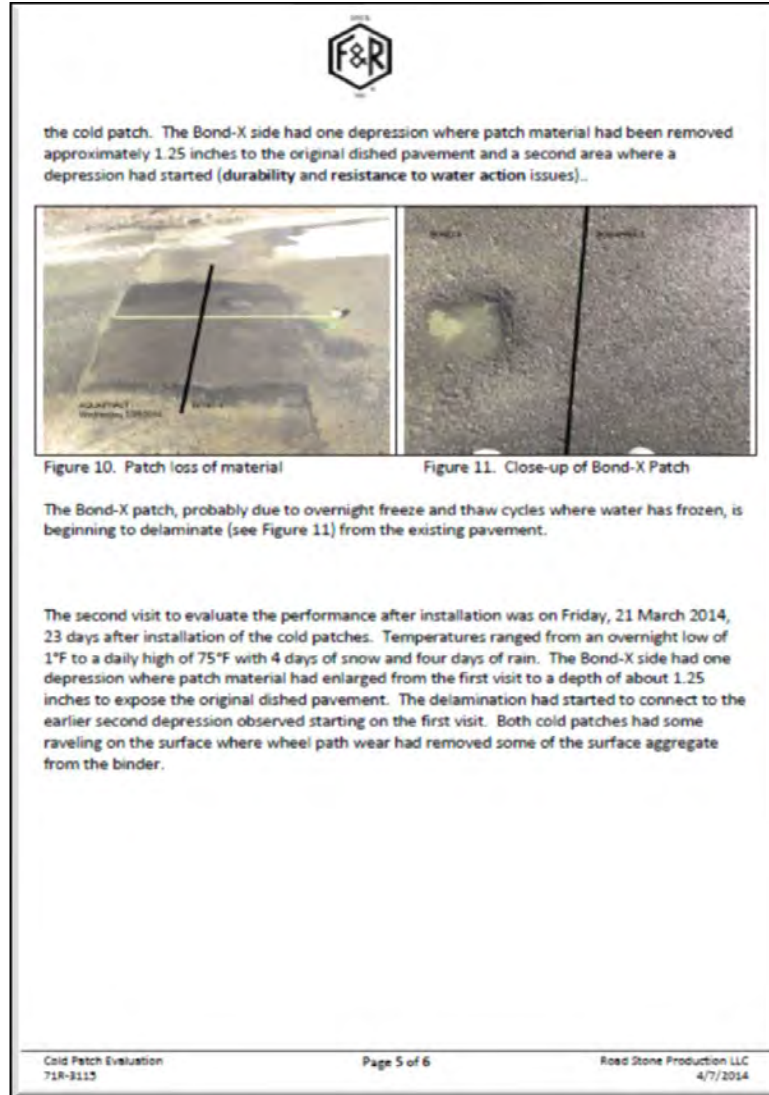 F&R
the cold patch. The Bond-X side had one depression where patch material had been removed
approximately 1.25 inches to the original dished pavement and a second area where a
depression had started (durability and resistance to water action issues)..
AQUAPHALT
Wednesday,
Figure 10. Patch loss of material
Figure 11. Close-up of Bond-X Patch
The Bond-X patch, probably due to overnight freeze and thaw cycles where water has frozen, is
beginning to delaminate (see Figure 11) from the existing pavement.
The second visit to evaluate the performance after installation was on Friday, 21 March 2014,
23 days after installation of the cold patches. Temperatures ranged from an overnight low of
1°F to a daily high of 75°F with 4 days of snow and four days of rain. The Bond-X side had one
depression where patch material had enlarged from the first visit to a depth of about 1.25
inches to expose the original dished pavement. The delamination had started to connect to the
earlier second depression observed starting on the first visit. Both cold patches had some
raveling on the surface where wheel path wear had removed some of the surface aggregate
from the binder.
Cold Patch Evaluation
71R-3115
Page 5 of 6
Road Stone Production LLC
4/7/2014